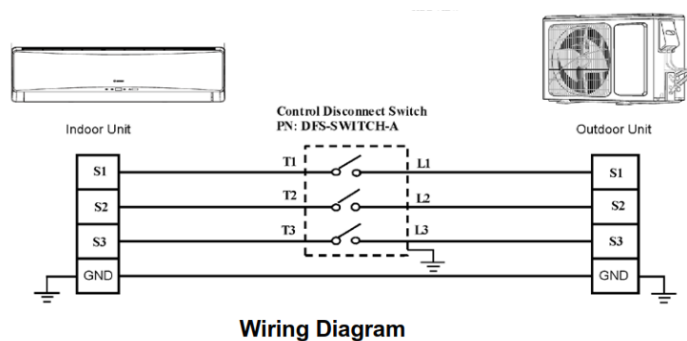 Control Disconnect Switch
PN: DFS-SWITCH-A
Indoor Unit
Outdoor Unit
S1 T1 L1 S1
S2 T2 L2 S2
S3 T3 L3 S3
GND GND
Wiring Diagram